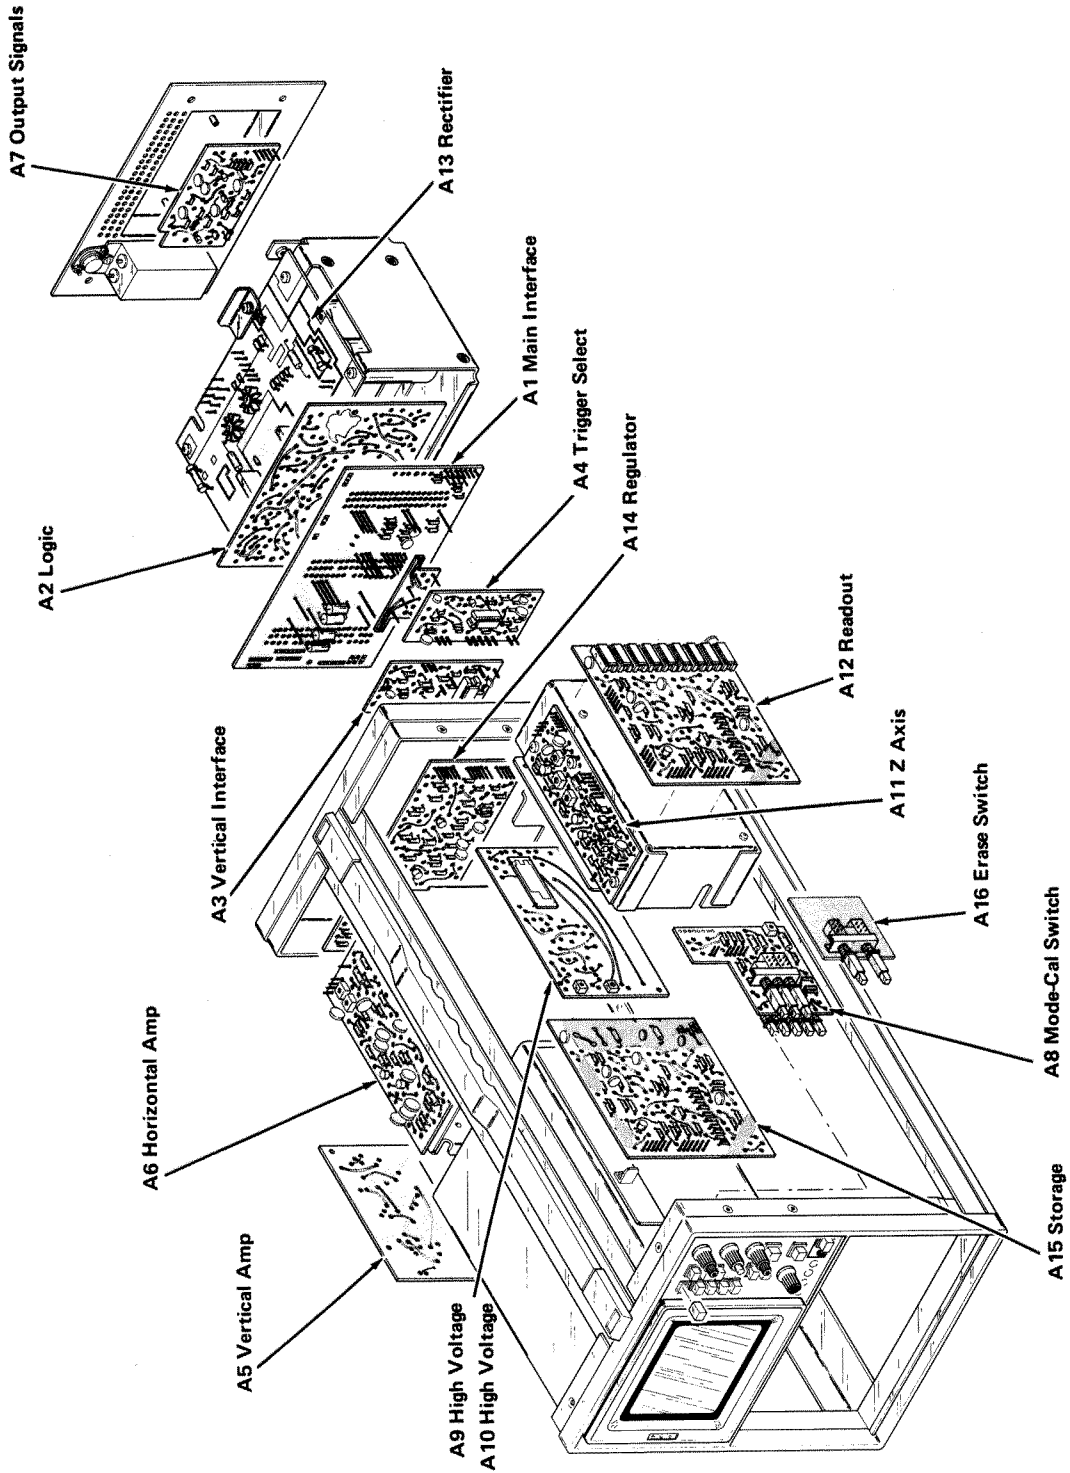 A7 Output Signals
A2 Logic
A6 Horizontal Amp
A3 Vertical Interface
A5 Vertical Amp
A13 Rectifier
A9 High Voltage
A10 High Voltage
A1 Main Interface
A4 Trigger Select
A14 Regulator
A12 Readout
A11 Z Axis
A16 Erase Switch
A8 Mode-Cal Switch
A15 Storage